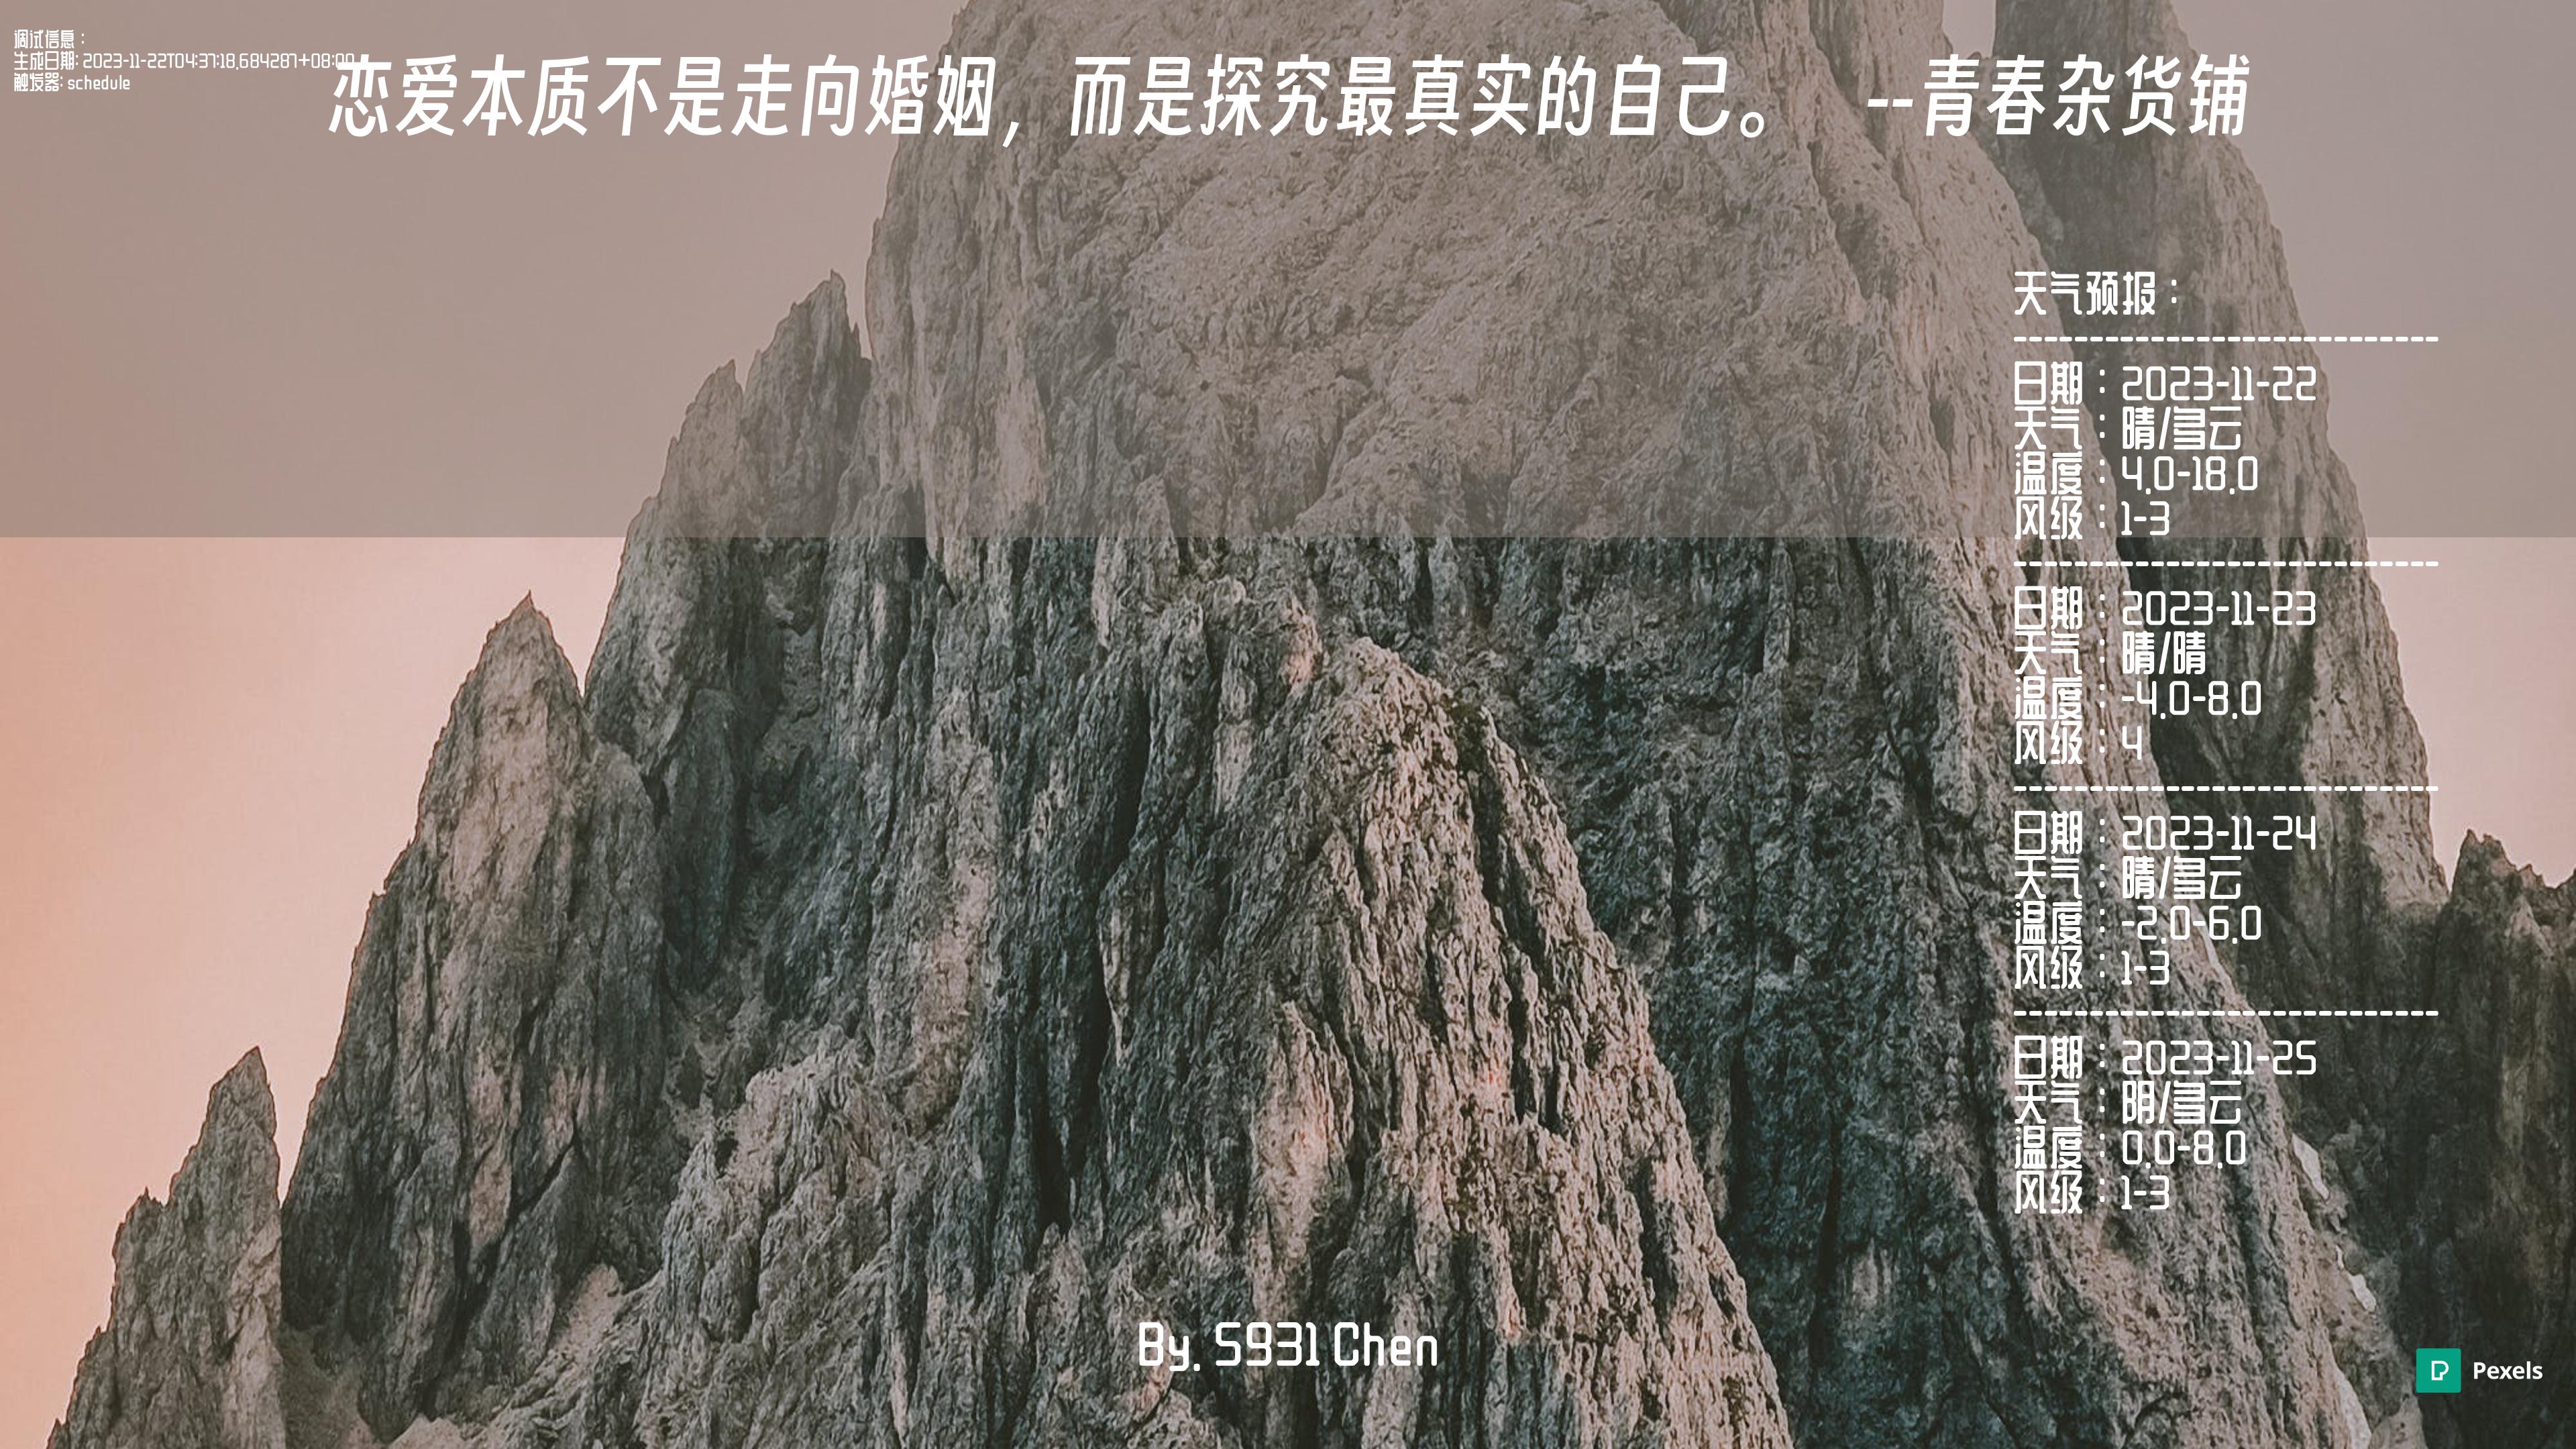 调试信息：
生成日期: 2023-11-22T04:37:18.684287+08:00
触发器: schedule
恋爱本质不是走向婚姻，而是探究最真实的自己。 --青春杂货铺
天气预报：
----------------------------
日期：2023-11-22
天气：晴/多云
温度：4.0-18.0
风级：1-3
----------------------------
日期：2023-11-23
天气：晴/晴
温度：-4.0-8.0
风级：4
----------------------------
日期：2023-11-24
天气：晴/多云
温度：-2.0-6.0
风级：1-3
----------------------------
日期：2023-11-25
天气：阴/多云
温度：0.0-8.0
风级：1-3
By. S931 Chen
Pexels